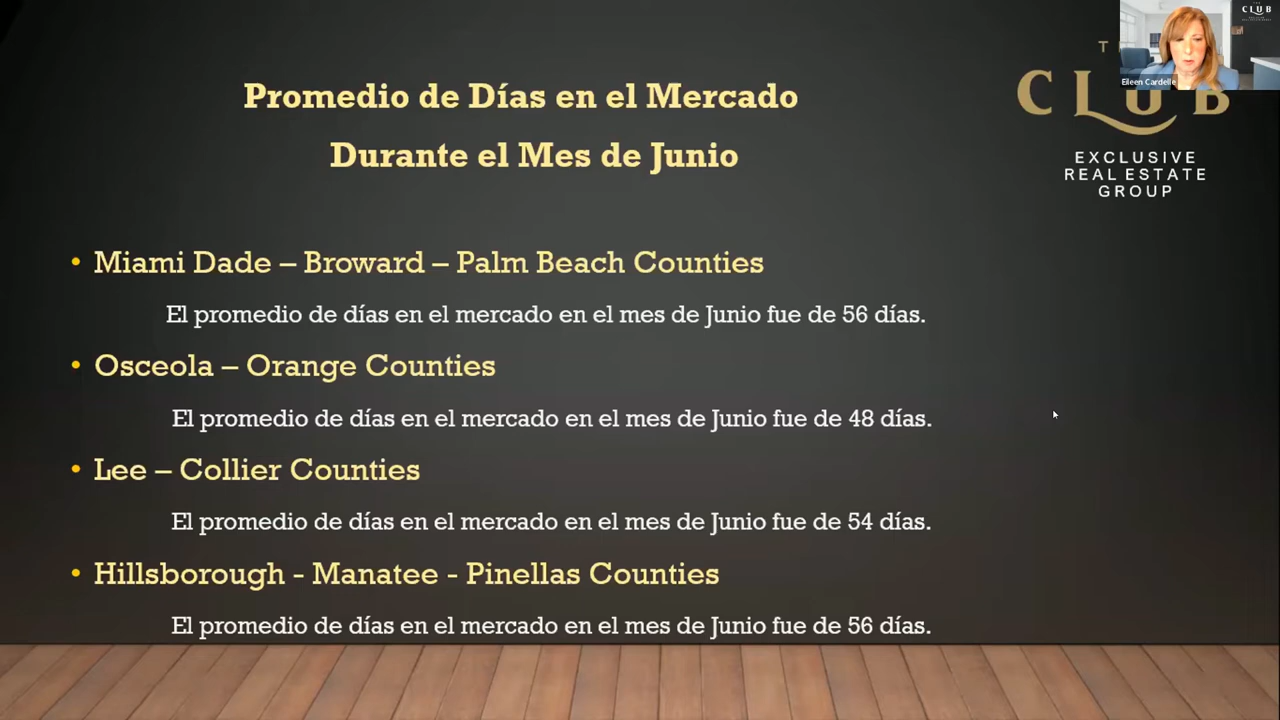 CLUB
Eileen Cardelle
Promedio de Días en el Mercado
Durante el Mes de Junio
CLUB
EXCLUSIVE
REAL ESTATE
GROUP
• Miami Dade – Broward – Palm Beach Counties
El promedio de días en el mercado en el mes de Junio fue de 56 días.
• Osceola – Orange Counties
El promedio de días en el mercado en el mes de Junio fue de 48 días.
• Lee – Collier Counties
El promedio de días en el mercado en el mes de Junio fue de 54 días.
• Hillsborough - Manatee - Pinellas Counties
El promedio de días en el mercado en el mes de Junio fue de 56 días.